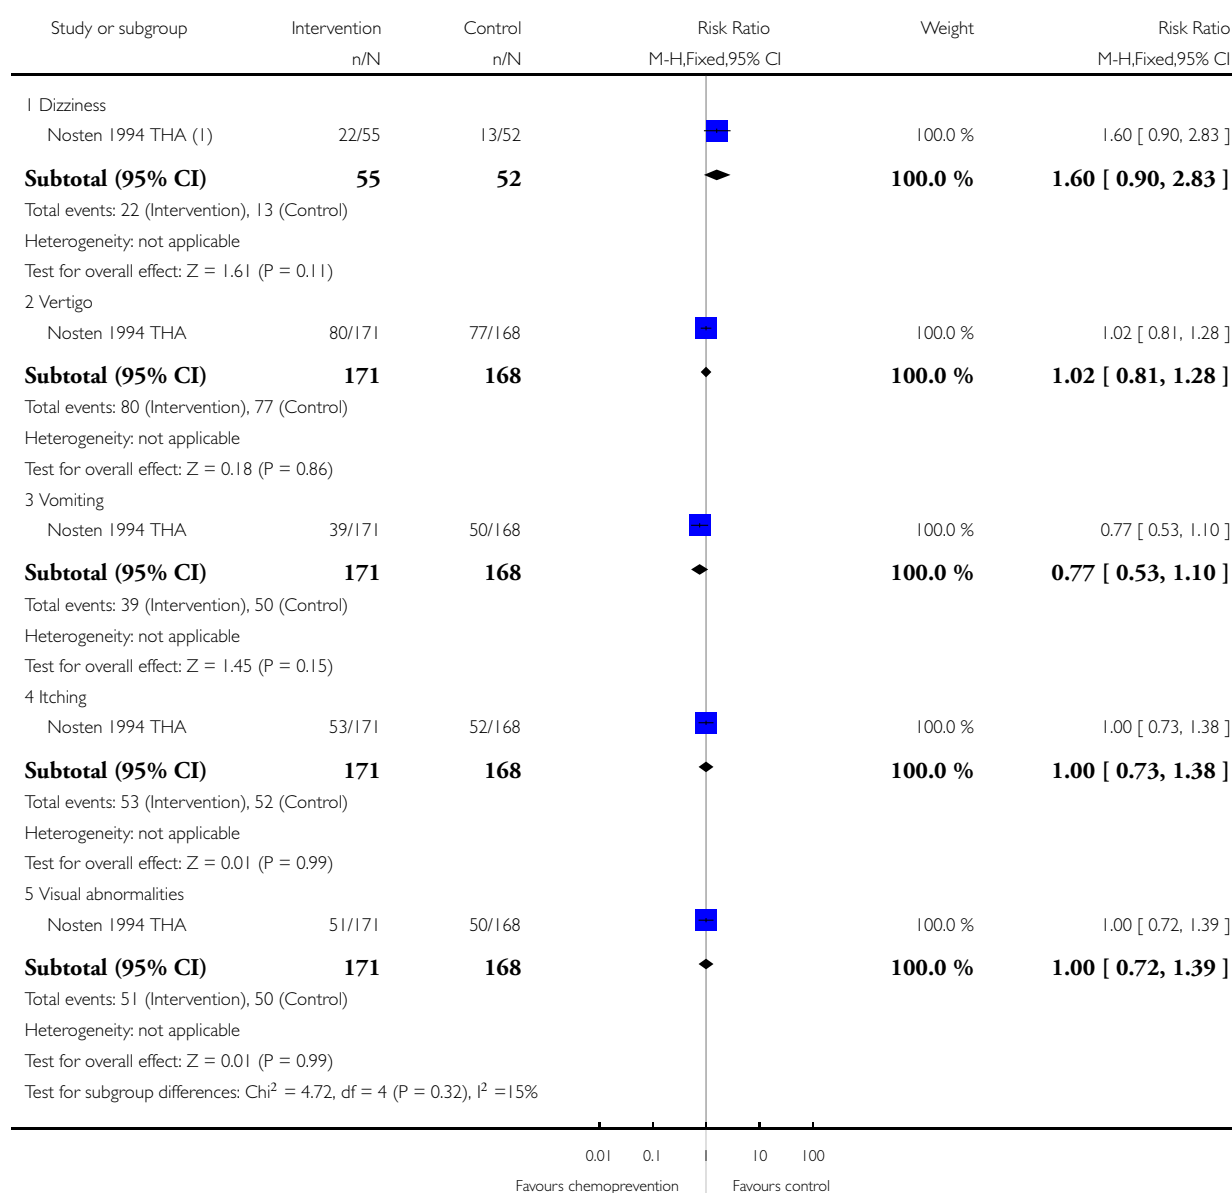 Study or subgroup Intervention Control Risk Ratio Weight Risk Ratio
n/N n/N M-H,Fixed,95% CI M-H,Fixed,95% CI
1 Dizziness
Nosten 1994 THA (1) 22/55 13/52 100.0 % 1.60 [ 0.90, 2.83 ]
Subtotal (95% CI) 55 52 100.0 % 1.60 [ 0.90, 2.83 ]
Total events: 22 (Intervention), 13 (Control)
Heterogeneity: not applicable
Test for overall effect: Z = 1.61 (P = 0.11)
2 Vertigo
Nosten 1994 THA 80/171 77/168 100.0 % 1.02 [ 0.81, 1.28 ]
Subtotal (95% CI) 171 168 100.0 % 1.02 [ 0.81, 1.28 ]
Total events: 80 (Intervention), 77 (Control)
Heterogeneity: not applicable
Test for overall effect: Z = 0.18 (P = 0.86)
3 Vomiting
Nosten 1994 THA 39/171 50/168 100.0 % 0.77 [ 0.53, 1.10 ]
Subtotal (95% CI) 171 168 100.0 % 0.77 [ 0.53, 1.10 ]
Total events: 39 (Intervention), 50 (Control)
Heterogeneity: not applicable
Test for overall effect: Z = 1.45 (P = 0.15)
4 Itching
Nosten 1994 THA 53/171 52/168 100.0 % 1.00 [ 0.73, 1.38 ]
Subtotal (95% CI) 171 168 100.0 % 1.00 [ 0.73, 1.38 ]
Total events: 53 (Intervention), 52 (Control)
Heterogeneity: not applicable
Test for overall effect: Z = 0.01 (P = 0.99)
5 Visual abnormalities
Nosten 1994 THA 51/171 50/168 100.0 % 1.00 [ 0.72, 1.39 ]
Subtotal (95% CI) 171 168 100.0 % 1.00 [ 0.72, 1.39 ]
Total events: 51 (Intervention), 50 (Control)
Heterogeneity: not applicable
Test for overall effect: Z = 0.01 (P = 0.99)
Test for subgroup differences: Chi² = 4.72, df = 4 (P = 0.32), I² =15%
0.01 0.1 1 10 100
Favours chemoprevention Favours control